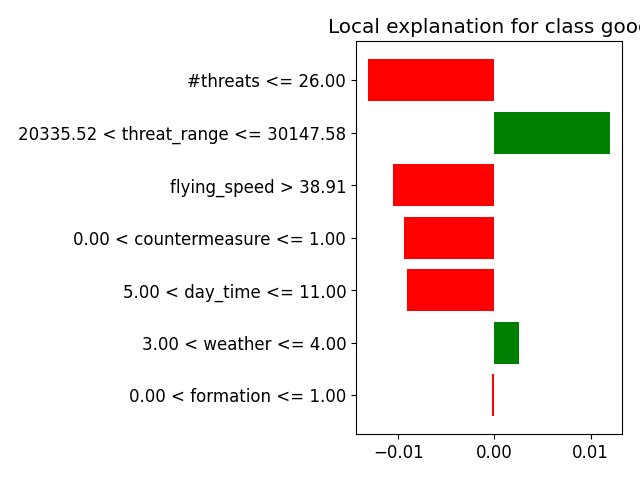 Local explanation for class goo
#threats <= 26.00
20335.52 < threat_range <= 30147.58
flying_speed > 38.91
0.00 < countermeasure <= 1.00
5.00 < day_time <= 11.00
3.00 < weather <= 4.00
0.00 < formation <= 1.00
−0.01 0.00 0.01